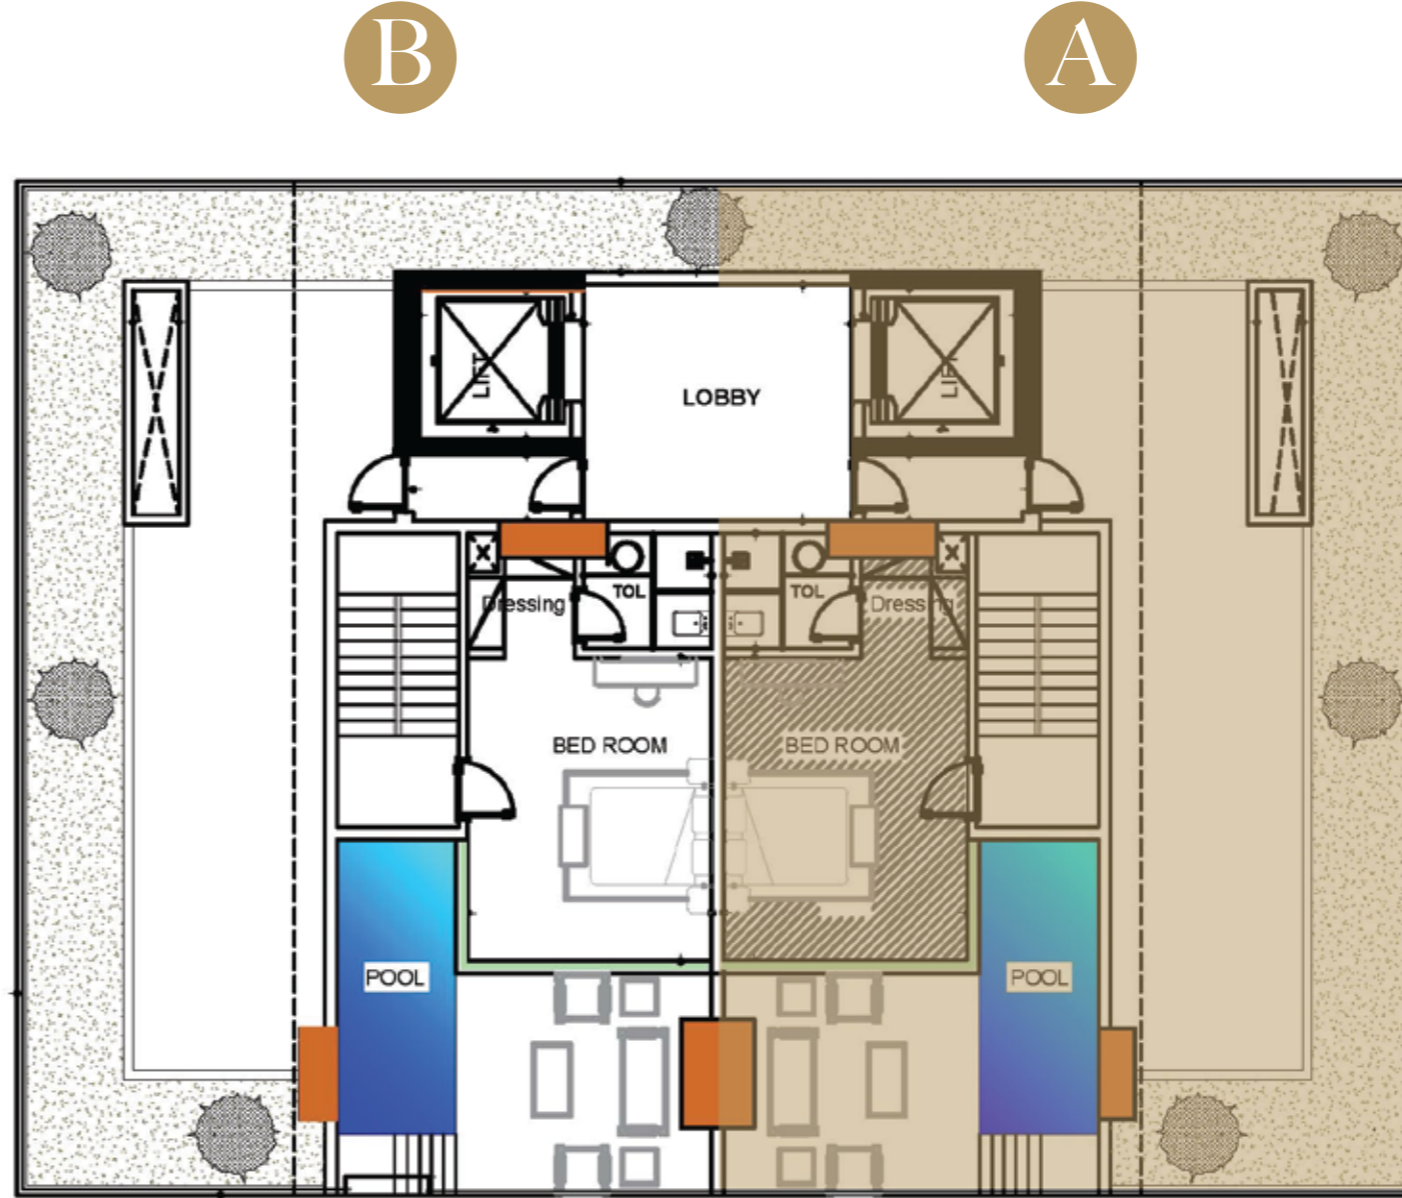 B A
LIFT LOBBY LIFT
TOL TOL
Dressing Dressing
BED ROOM BED ROOM
POOL POOL